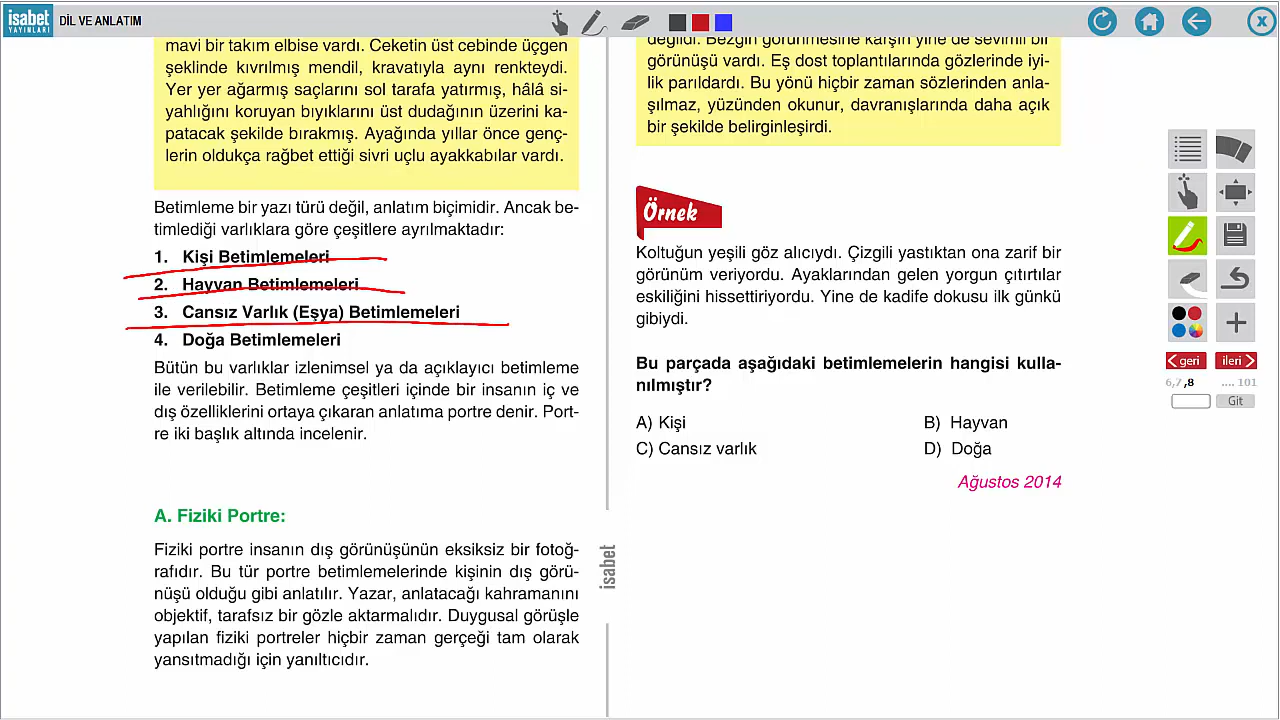 isabet
YAYINLARI
DİL VE ANLATIM
mavi bir takım elbise vardı. Ceketin üst cebinde üçgen
şeklinde kıvrılmış mendil, kravatıyla aynı renkteydi.
Yer yer ağarmış saçlarını sol tarafa yatırmış, hâlâ si-
yahlığını koruyan bıyıklarını üst dudağının üzerini ka-
patacak şekilde bırakmış. Ayağında yıllar önce genç-
lerin oldukça rağbet ettiği sivri uçlu ayakkabılar vardı.
Betimleme bir yazı türü değil, anlatım biçimidir. Ancak be-
timlediği varlıklara göre çeşitlere ayrılmaktadır:
1. Kişi Betimlemeleri
2. Hayvan Betimlemeleri
3. Cansız Varlık (Eşya) Betimlemeleri
4. Doğa Betimlemeleri
Bütün bu varlıklar izlenimsel ya da açıklayıcı betimleme
ile verilebilir. Betimleme çeşitleri içinde bir insanın iç ve
dış özelliklerini ortaya çıkaran anlatıma portre denir. Port-
re iki başlık altında incelenir.
A. Fiziki Portre:
Fiziki portre insanın dış görünüşünün eksiksiz bir fotoğ-
rafıdır. Bu tür portre betimlemelerinde kişinin dış görü-
nüşü olduğu gibi anlatılır. Yazar, anlatacağı kahramanını
objektif, tarafsız bir gözle aktarmalıdır. Duygusal görüşle
yapılan fiziki portreler hiçbir zaman gerçeği tam olarak
yansıtmadığı için yanıltıcıdır.
isabet
değildi. Bezgin görünmesine karşın yine de sevimli bir
görünüşü vardı. Eş dost toplantılarında gözlerinde iyi-
lik parıldardı. Bu yönü hiçbir zaman sözlerinden anla-
şılmaz, yüzünden okunur, davranışlarında daha açık
bir şekilde belirginleşirdi.
Örnek
Koltuğun yeşili göz alıcıydı. Çizgili yastıktan ona zarif bir
görünüm veriyordu. Ayaklarından gelen yorgun çıtırtılar
eskiliğini hissettiriyordu. Yine de kadife dokusu ilk günkü
gibiydi.
Bu parçada aşağıdaki betimlemelerin hangisi kulla-
nılmıştır?
A) Kişi B) Hayvan
C) Cansız varlık D) Doğa
Ağustos 2014
geri ileri
6,7,8 .... 101
Git